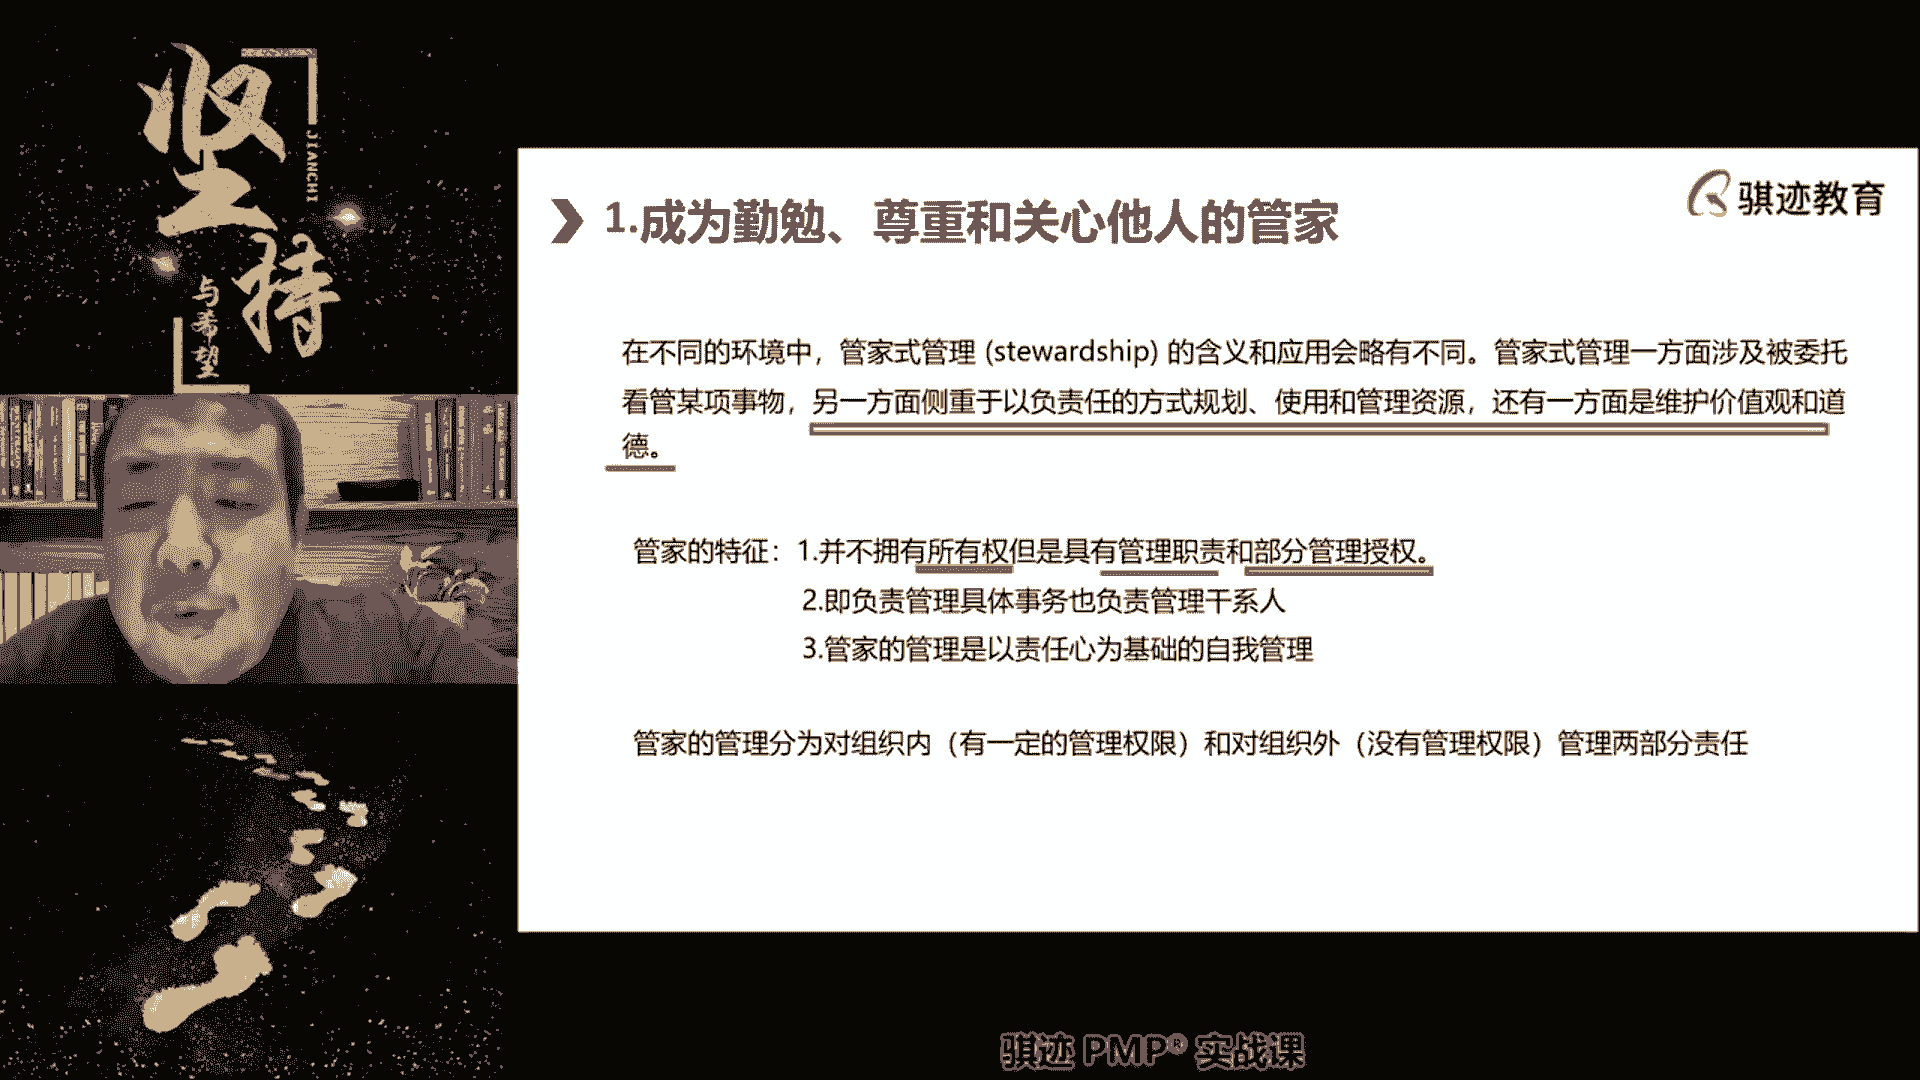 坚持
JIANCHI
与希望
骐迹教育
1.成为勤勉、尊重和关心他人的管家
在不同的环境中，管家式管理 (stewardship) 的含义和应用会略有不同。管家式管理一方面涉及被委托
看管某项事物，另一方面侧重于以负责任的方式规划、使用和管理资源，还有一方面是维护价值观和道
德。
管家的特征：1.并不拥有所有权但是具有管理职责和部分管理授权。
2.即负责管理具体事务也负责管理干系人
3.管家的管理是以责任心为基础的自我管理
管家的管理分为对组织内（有一定的管理权限）和对组织外（没有管理权限）管理两部分责任
骐迹 PMP® 实战课